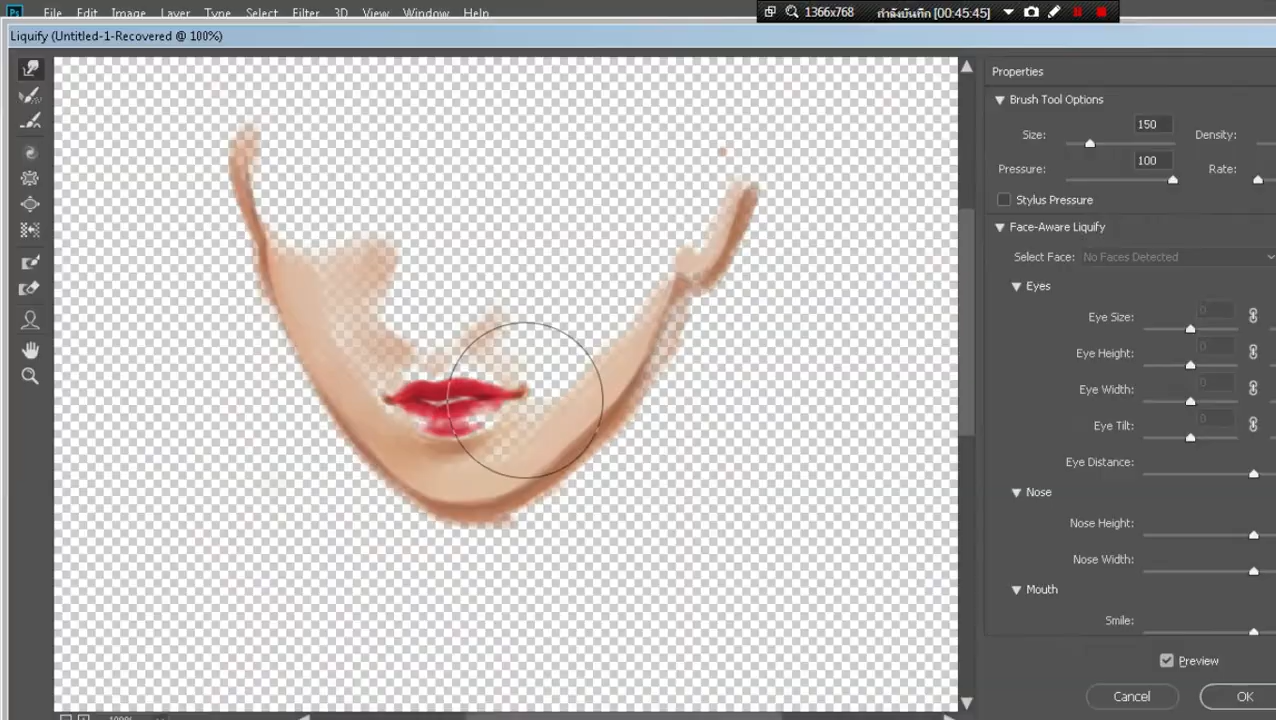 Ps File Edit Image Layer Type Select Filter 3D View Window Help 1366x768 กำลังบันทึก [00:45:45]
Liquify (Untitled-1-Recovered @ 100%)
Properties
Brush Tool Options
Size: 150 Density:
Pressure: 100 Rate:
Stylus Pressure
Face-Aware Liquify
Select Face: No Faces Detected
Eyes
Eye Size: 0
Eye Height: 0
Eye Width: 0
Eye Tilt: 0
Eye Distance:
Nose
Nose Height:
Nose Width:
Mouth
Smile:
Preview
Cancel OK